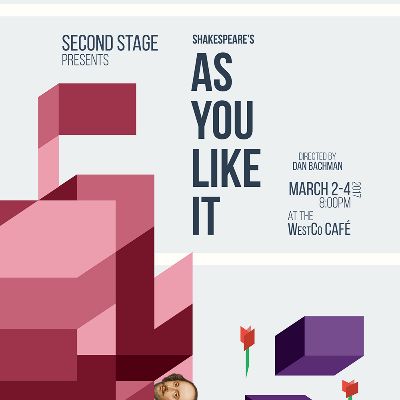 SECOND STAGE
PRESENTS
SHAKESPEARE'S
AS
YOU
LIKE
IT
DIRECTED BY
DAN BACHMAN
MARCH 2-4
2017
8:00PM
AT THE
WESTCO CAFÉ